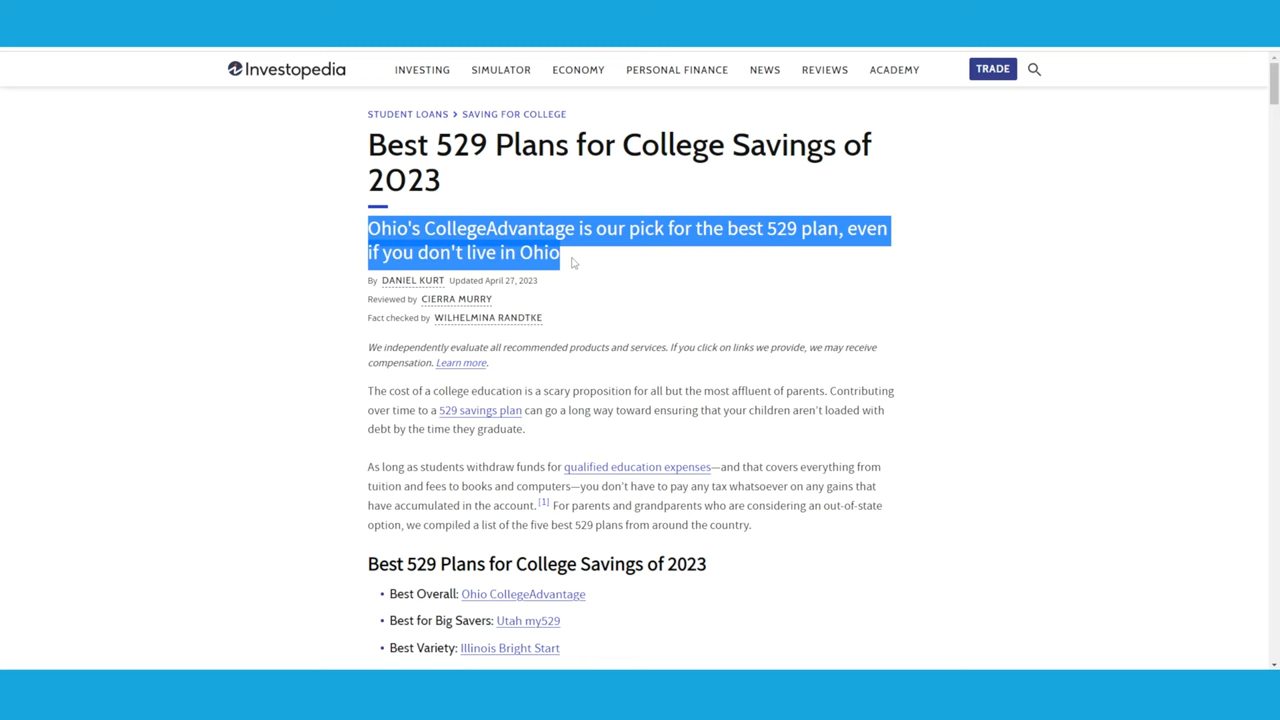 Investopedia
INVESTING SIMULATOR ECONOMY PERSONAL FINANCE NEWS REVIEWS ACADEMY TRADE
STUDENT LOANS > SAVING FOR COLLEGE
Best 529 Plans for College Savings of
2023
Ohio's CollegeAdvantage is our pick for the best 529 plan, even
if you don't live in Ohio
By DANIEL KURT Updated April 27, 2023
Reviewed by CIERRA MURRY
Fact checked by WILHELMINA RANDTKE
We independently evaluate all recommended products and services. If you click on links we provide, we may receive
compensation. Learn more.
The cost of a college education is a scary proposition for all but the most affluent of parents. Contributing
over time to a 529 savings plan can go a long way toward ensuring that your children aren't loaded with
debt by the time they graduate.
As long as students withdraw funds for qualified education expenses—and that covers everything from
tuition and fees to books and computers—you don't have to pay any tax whatsoever on any gains that
have accumulated in the account.[1] For parents and grandparents who are considering an out-of-state
option, we compiled a list of the five best 529 plans from around the country.
Best 529 Plans for College Savings of 2023
• Best Overall: Ohio CollegeAdvantage
• Best for Big Savers: Utah my529
• Best Variety: Illinois Bright Start